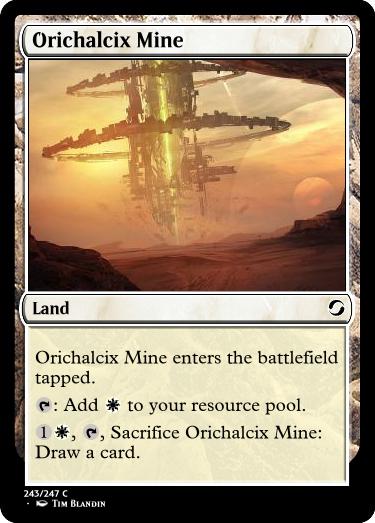 Orichalcix Mine
Land
Orichalcix Mine enters the battlefield
tapped.
: Add to your resource pool.
1 , , Sacrifice Orichalcix Mine:
Draw a card.
243/247 C
· Tim Blandin